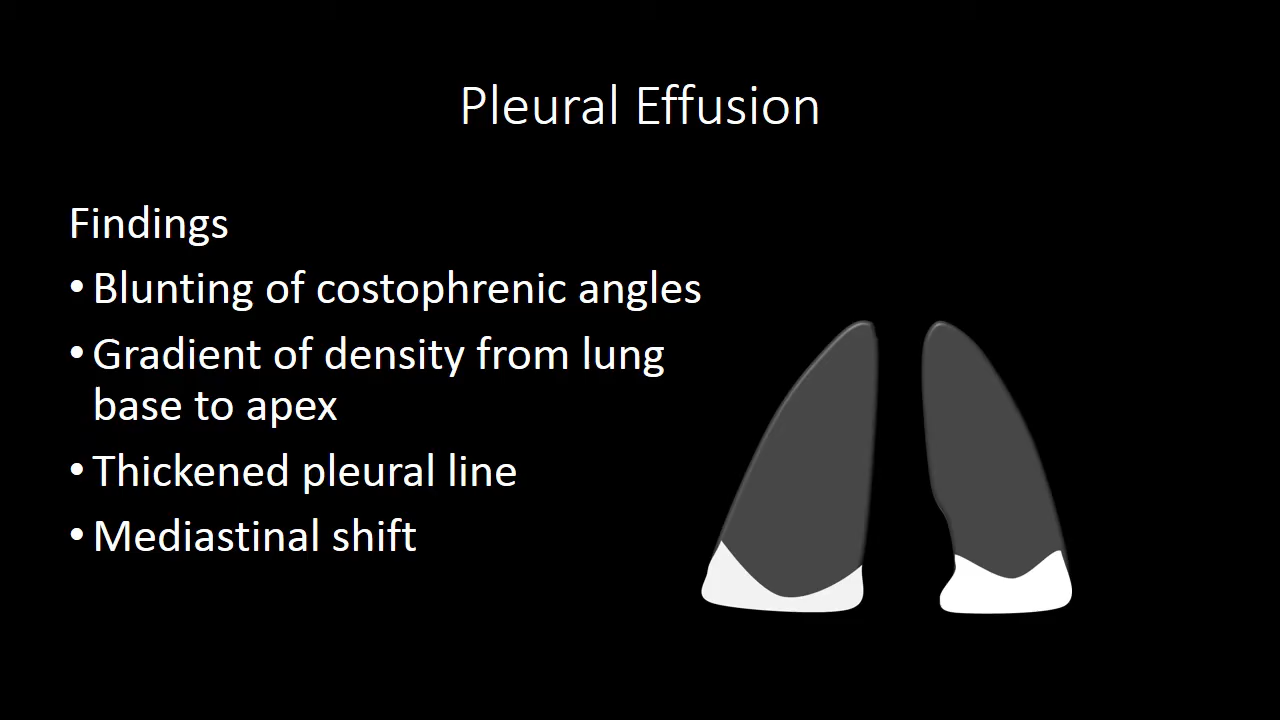 Pleural Effusion
Findings
• Blunting of costophrenic angles
• Gradient of density from lung
base to apex
• Thickened pleural line
• Mediastinal shift